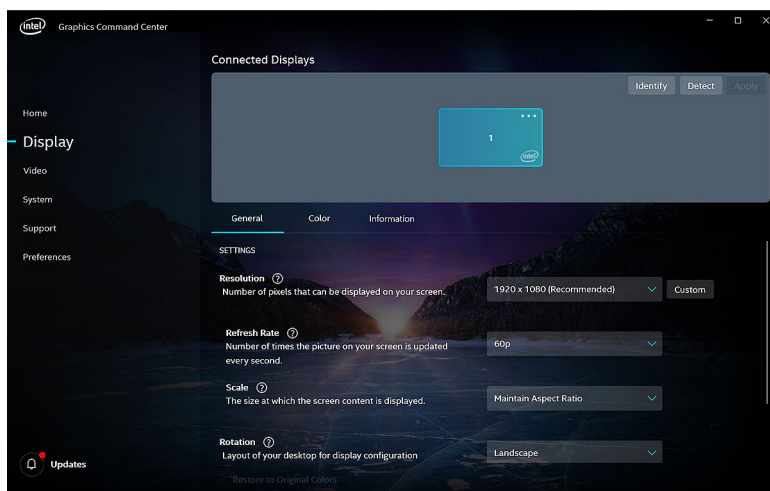 intel
Graphics Command Center
Home
Display
Video
System
Support
Preferences
Updates
Connected Displays
Identify
Detect
Apply
1
intel
General
Color
Information
SETTINGS
Resolution ?
Number of pixels that can be displayed on your screen.
1920 x 1080 (Recommended)
Custom
Refresh Rate ?
Number of times the picture on your screen is updated
every second.
60p
Scale ?
The size at which the screen content is displayed.
Maintain Aspect Ratio
Rotation ?
Layout of your desktop for display configuration
Landscape
Restore to Original Colors